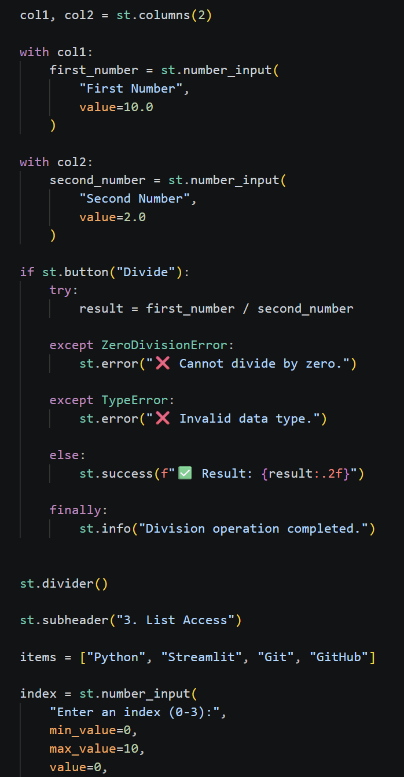 col1, col2 = st.columns(2)

with col1:
    first_number = st.number_input(
        "First Number",
        value=10.0
    )

with col2:
    second_number = st.number_input(
        "Second Number",
        value=2.0
    )

if st.button("Divide"):
    try:
        result = first_number / second_number

    except ZeroDivisionError:
        st.error("❌ Cannot divide by zero.")

    except TypeError:
        st.error("❌ Invalid data type.")

    else:
        st.success(f"✅ Result: {result:.2f}")

    finally:
        st.info("Division operation completed.")


st.divider()

st.subheader("3. List Access")

items = ["Python", "Streamlit", "Git", "GitHub"]

index = st.number_input(
    "Enter an index (0-3):",
    min_value=0,
    max_value=10,
    value=0,